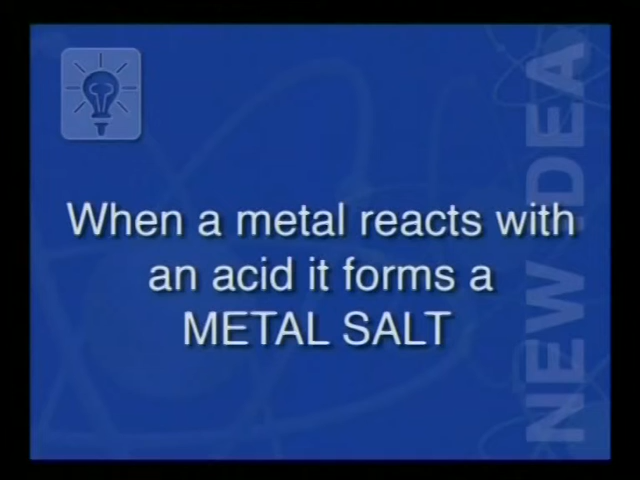 When a metal reacts with
an acid it forms a
METAL SALT
NEW IDEA